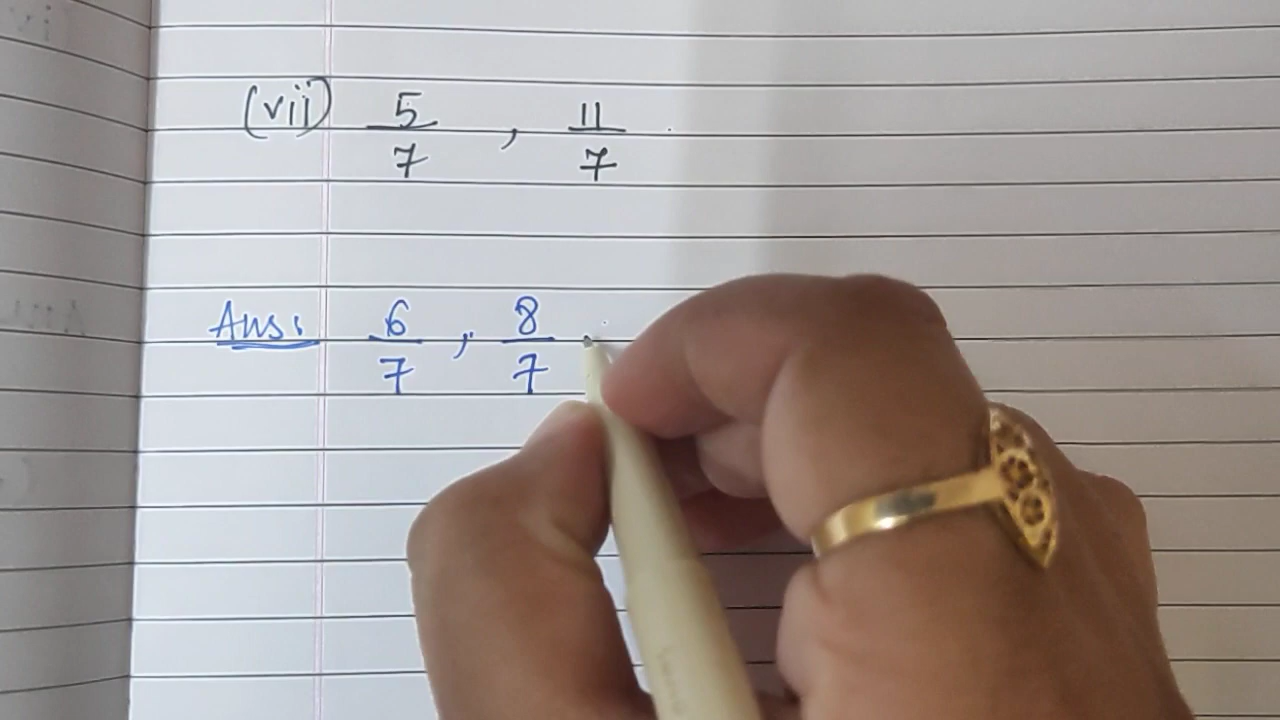 (vii) 5/7 , 11/7
Ans: 6/7 , 8/7